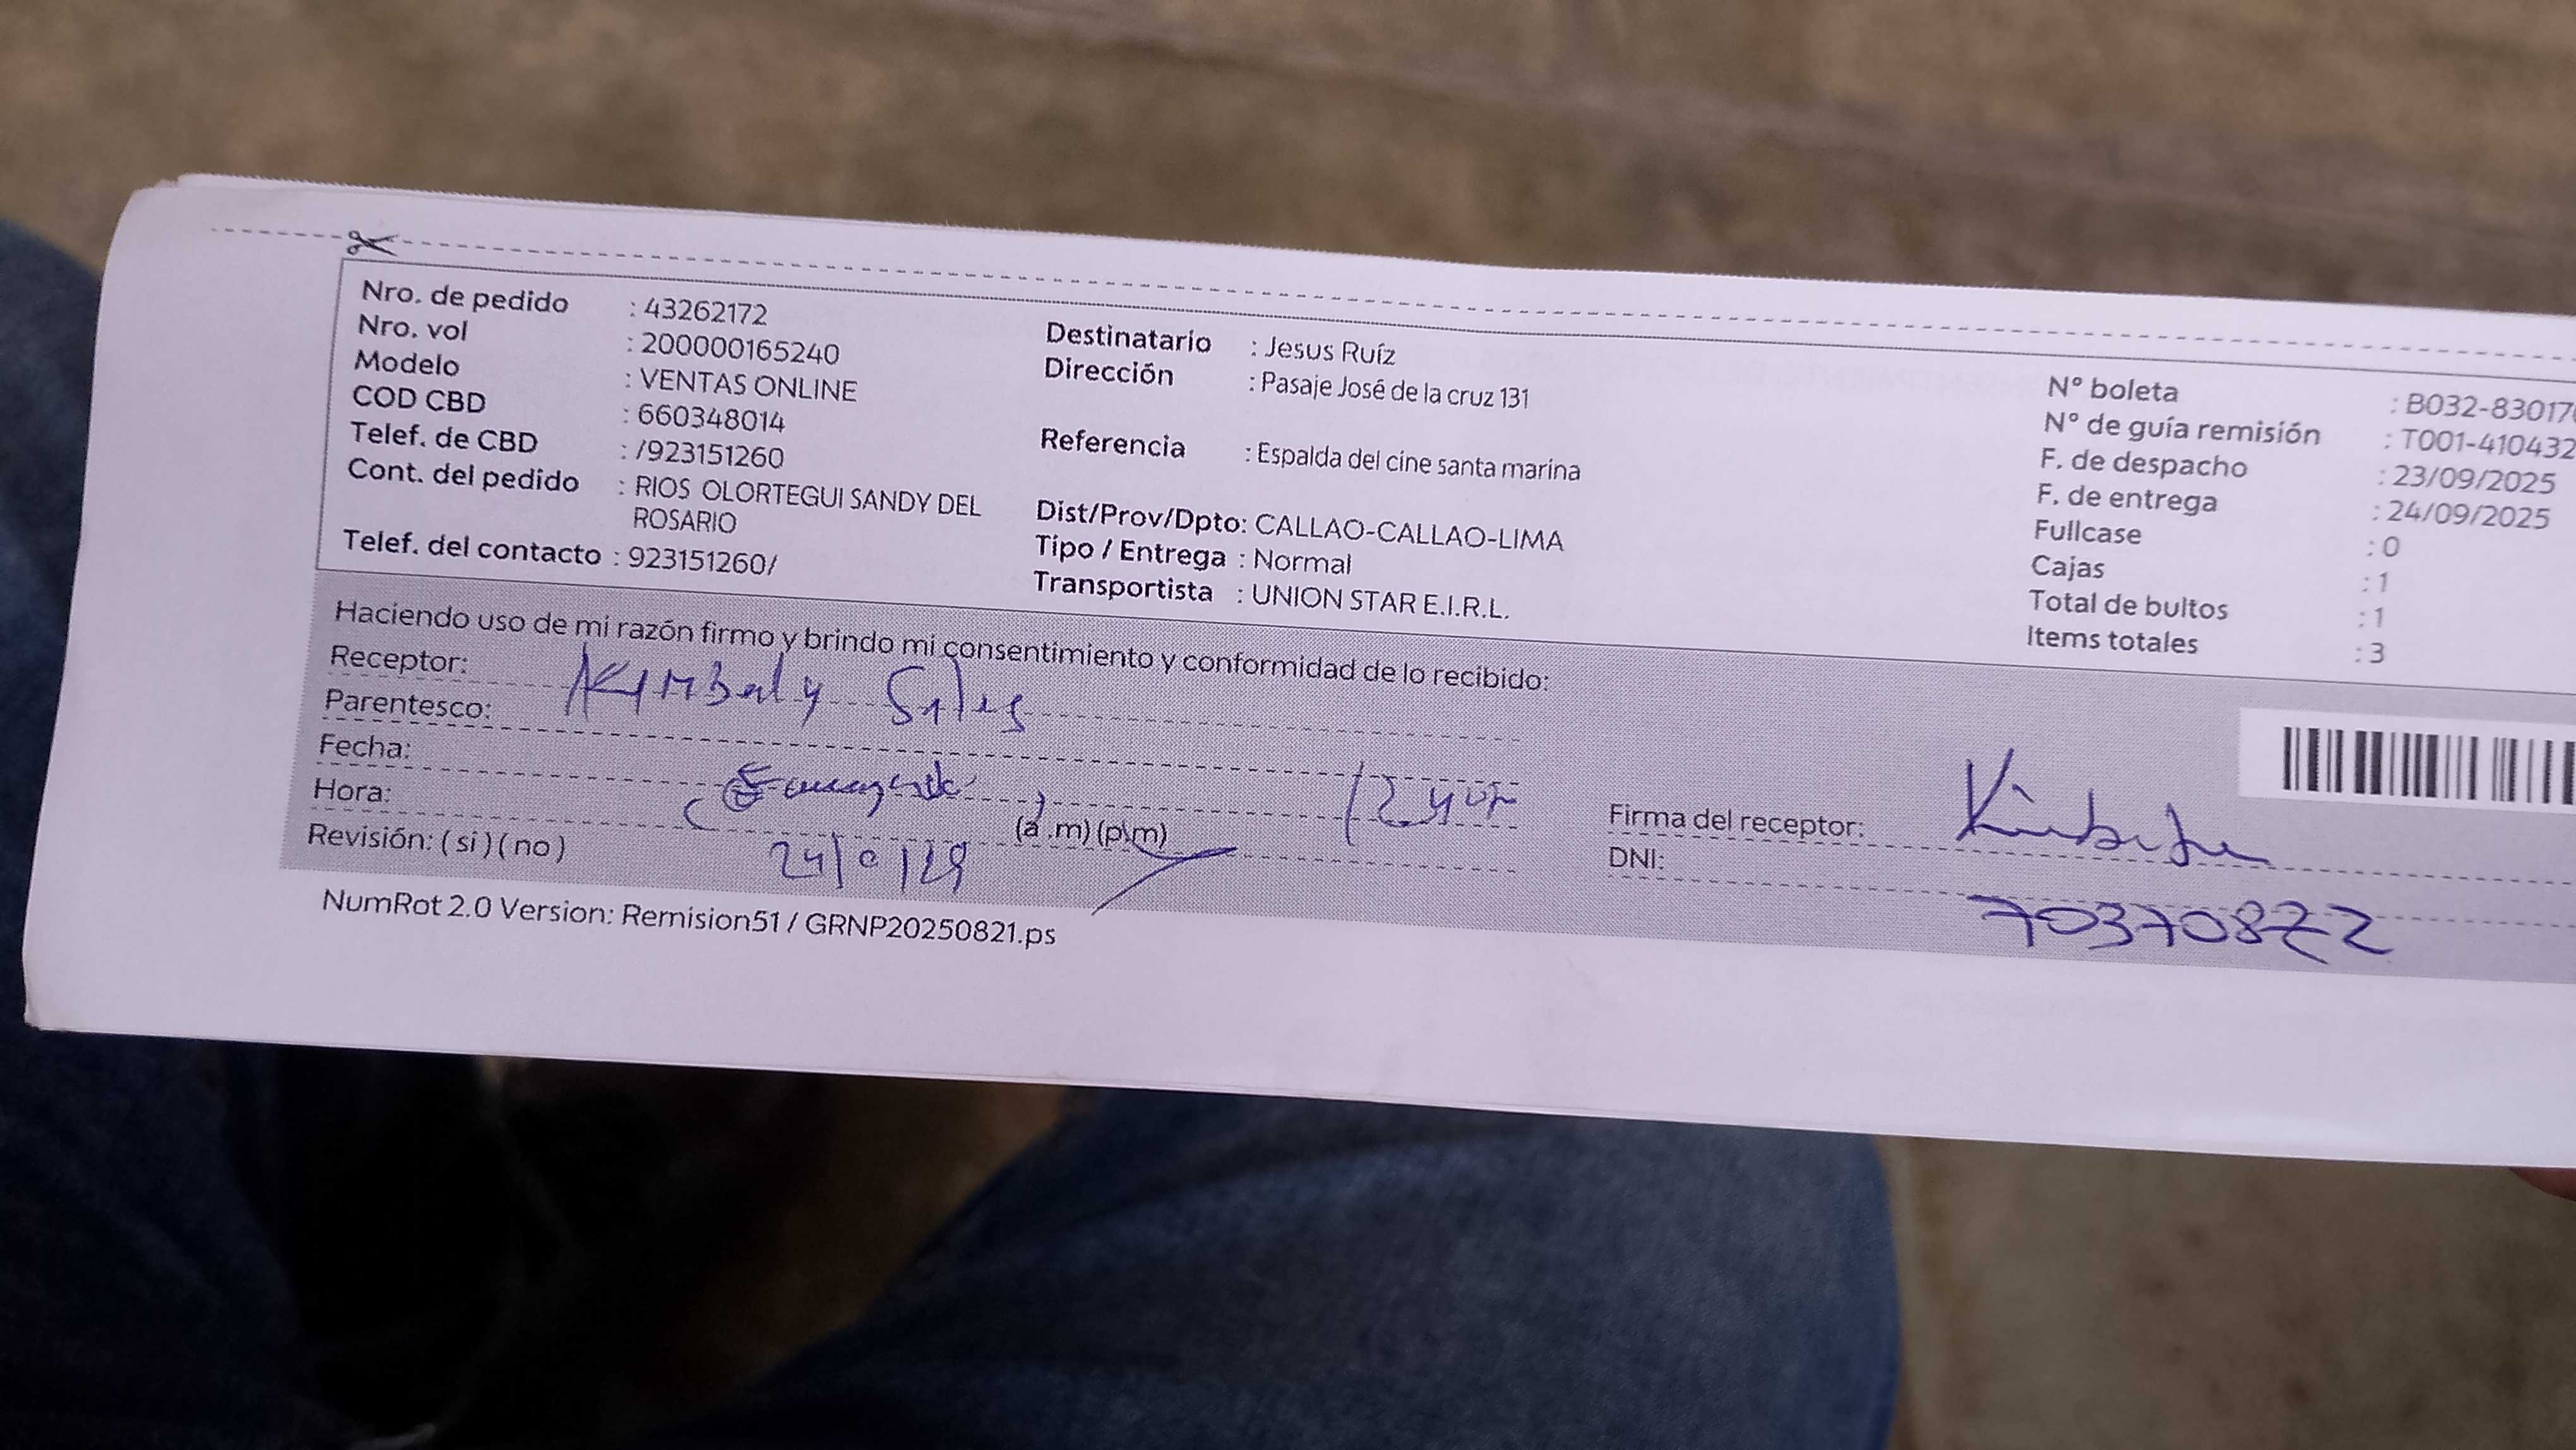 Nro. de pedido : 43262172
Nro. vol : 200000165240
Modelo : VENTAS ONLINE
COD CBD : 660348014
Telef. de CBD : /923151260
Cont. del pedido : RIOS OLORTEGUI SANDY DEL
ROSARIO
Telef. del contacto : 923151260/
Destinatario : Jesus Ruíz
Dirección : Pasaje José de la cruz 131
Referencia : Espalda del cine santa marina
Dist/Prov/Dpto: CALLAO-CALLAO-LIMA
Tipo / Entrega : Normal
Transportista : UNION STAR E.I.R.L.
N° boleta : B032-83017
N° de guía remisión : T001-410432
F. de despacho : 23/09/2025
F. de entrega : 24/09/2025
Fullcase : 0
Cajas : 1
Total de bultos : 1
Items totales : 3
Haciendo uso de mi razón firmo y brindo mi consentimiento y conformidad de lo recibido:
Receptor: Kimberly
Parentesco:
Fecha:
Hora: (a .m) (p.m)
Revisión: ( si ) ( no )
Firma del receptor:
DNI: 70370822
NumRot 2.0 Version: Remision51 / GRNP20250821.ps